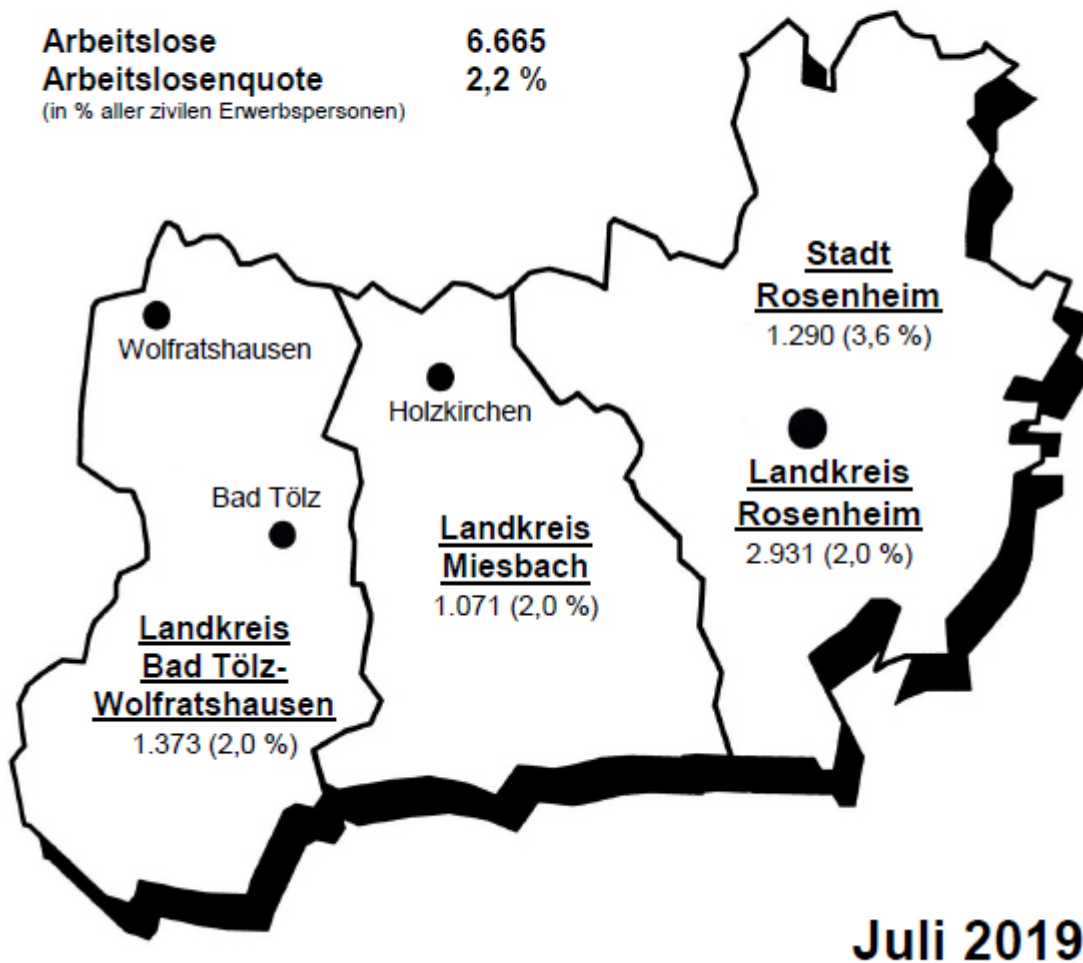 Arbeitslose 6.665
Arbeitslosenquote 2,2 %
(in % aller zivilen Erwerbspersonen)
Stadt
Rosenheim
1.290 (3,6 %)
Wolfratshausen
Holzkirchen
Landkreis
Rosenheim
2.931 (2,0 %)
Bad Tölz
Landkreis
Miesbach
1.071 (2,0 %)
Landkreis
Bad Tölz-
Wolfratshausen
1.373 (2,0 %)
Juli 2019